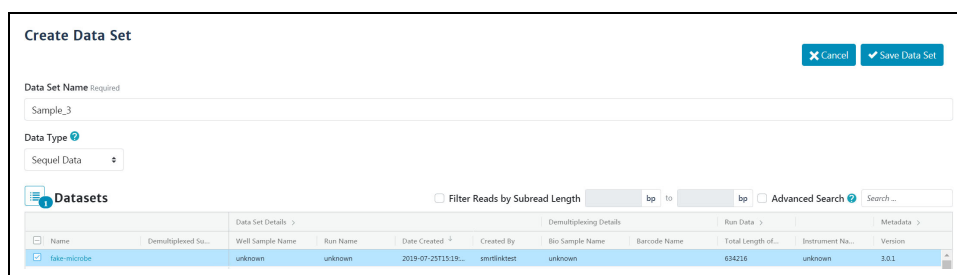 Create Data Set
Cancel Save Data Set
Data Set Name Required
Sample_3
Data Type ?
Sequel Data
1 Datasets Filter Reads by Subread Length bp to bp Advanced Search ? Search ...
Data Set Details > Demultiplexing Details Run Data > Metadata >
Name Demultiplexed Su... Well Sample Name Run Name Date Created Created By Bio Sample Name Barcode Name Total Length of... Instrument Na... Version
fake-microbe unknown unknown 2019-07-25T15:19:... smrtlinktest unknown 634216 unknown 3.0.1